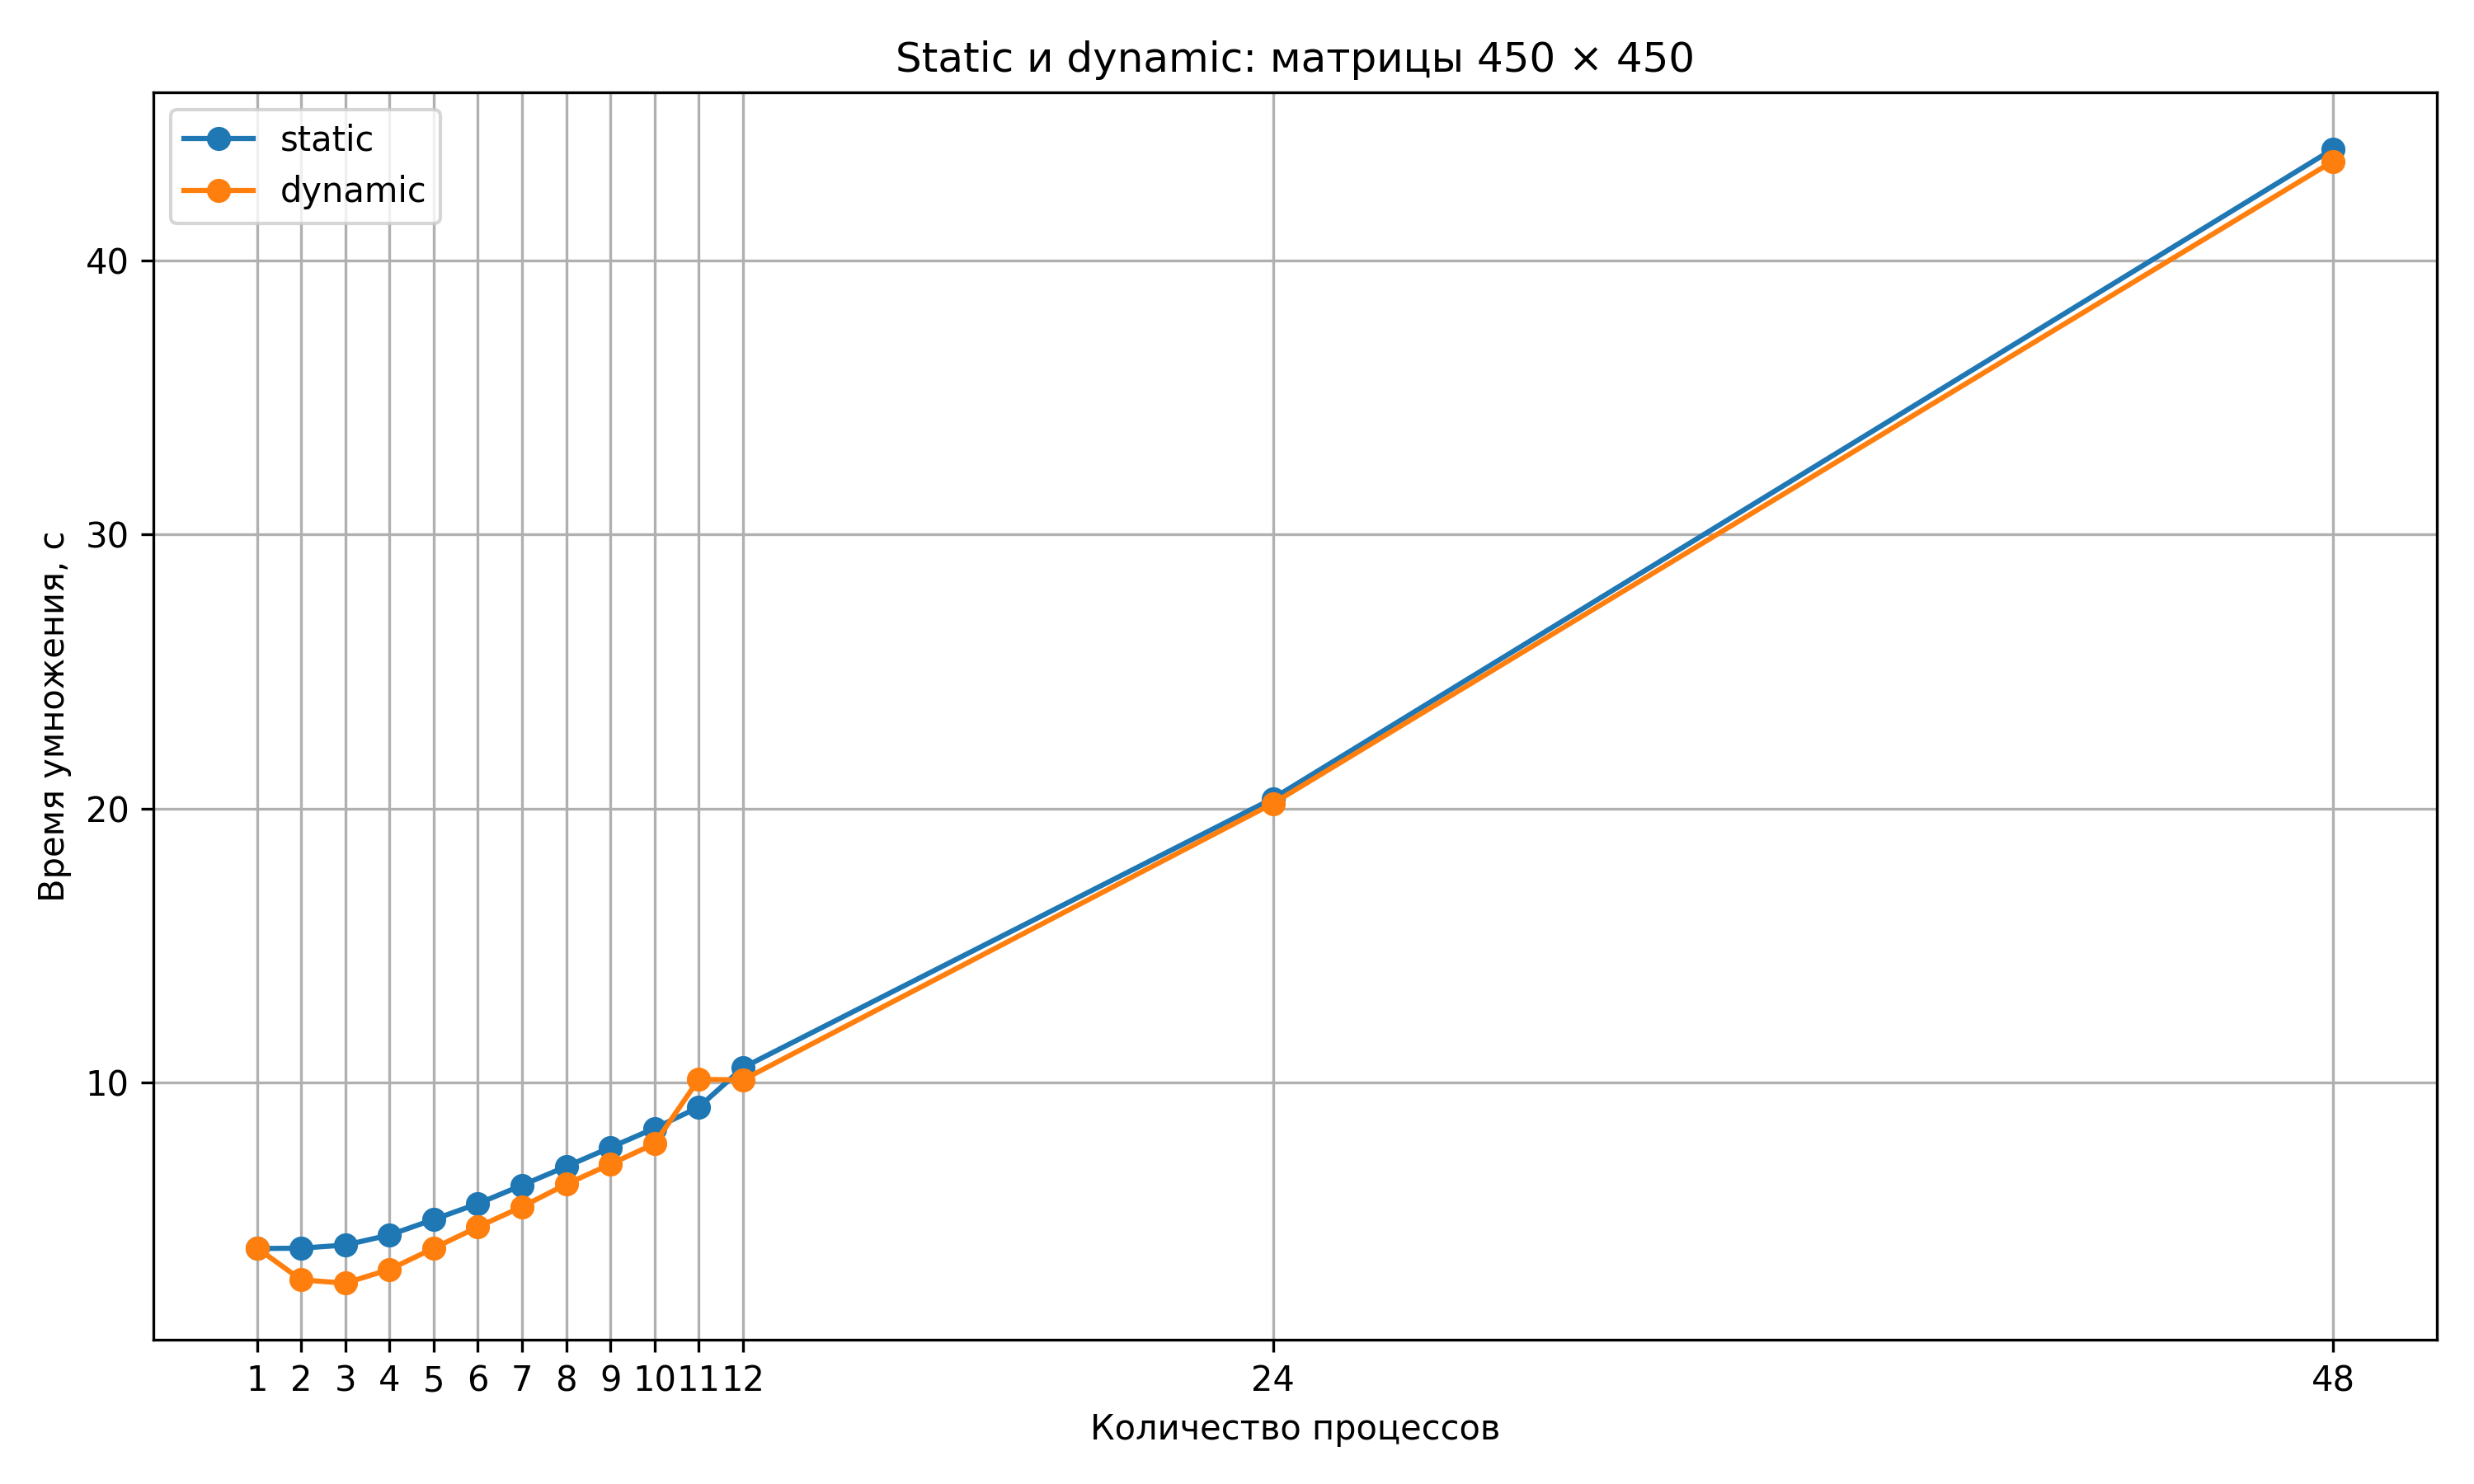 Static и dynamic: матрицы 450 × 450
static
dynamic
Время умножения, с
40
30
20
10
1 2 3 4 5 6 7 8 9 10 11 12 24 48
Количество процессов